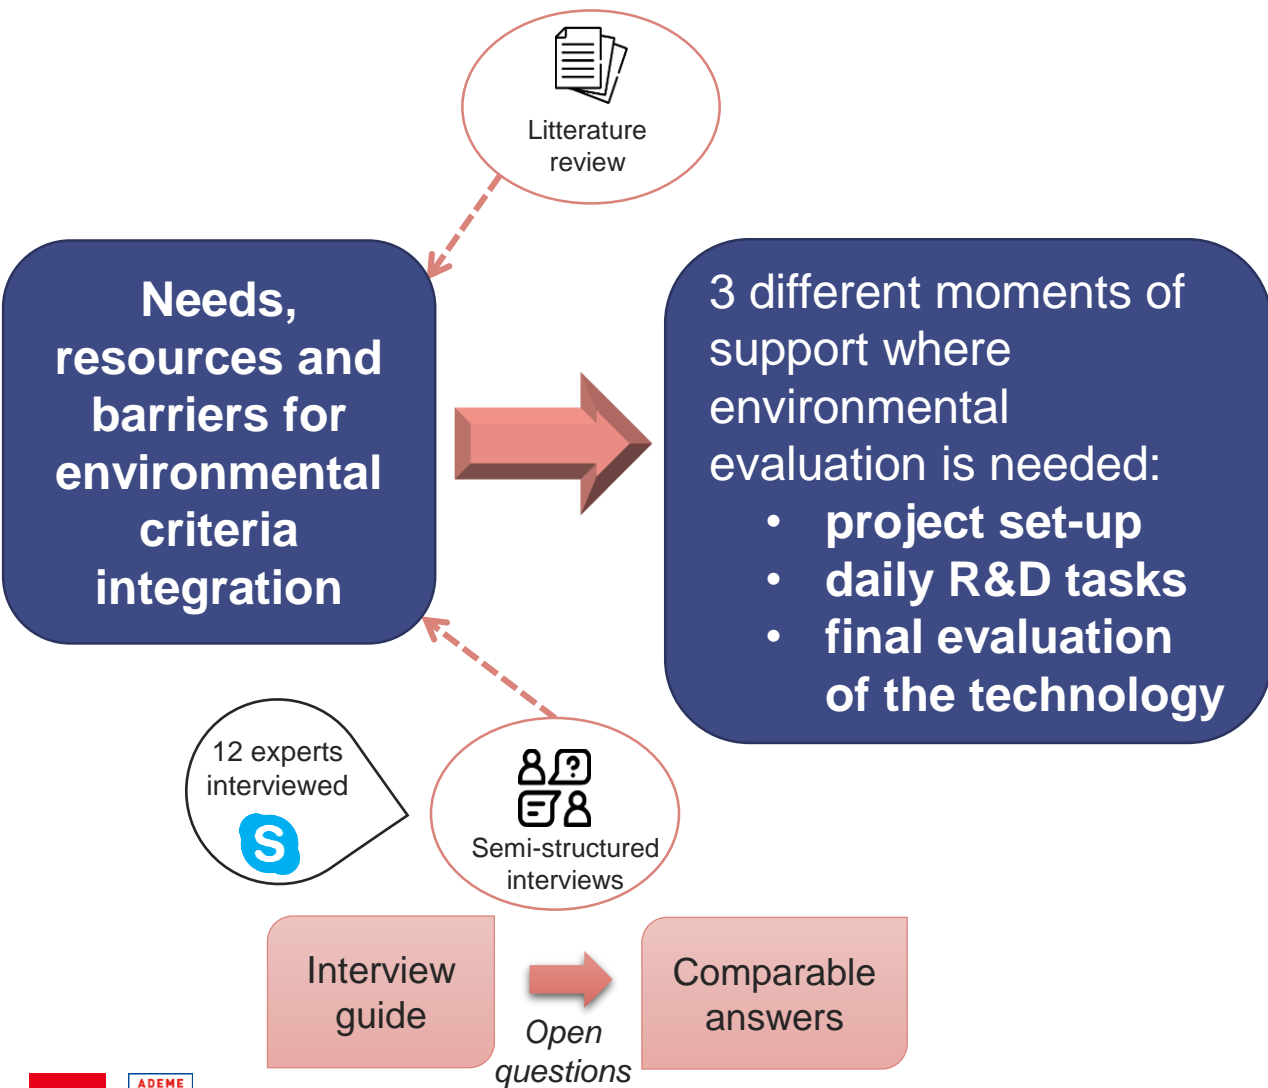 Litterature
review
Needs,
resources and
barriers for
environmental
criteria
integration
3 different moments of
support where
environmental
evaluation is needed:
• project set-up
• daily R&D tasks
• final evaluation
of the technology
12 experts
interviewed
S
?
Semi-structured
interviews
Interview
guide
Open
questions
Comparable
answers
ADEME